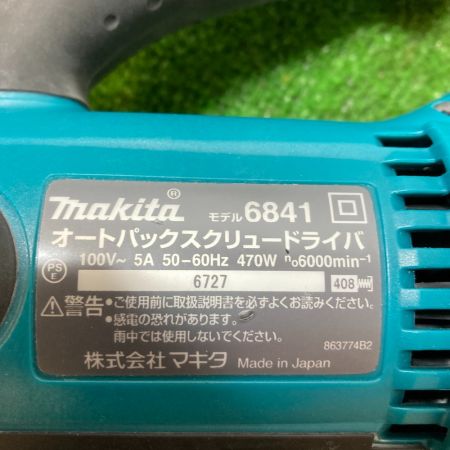 makita® モデル 6841
オートパックスクリュードライバ
100V~ 5A 50-60Hz 470W n₀6000min⁻¹
PS E
6727
408
警告 •ご使用前に取扱説明書を必ずよくお読みください。
•感電の恐れがあります。
雨中では使用しないでください。
863774B2
株式会社 マキタ Made in Japan